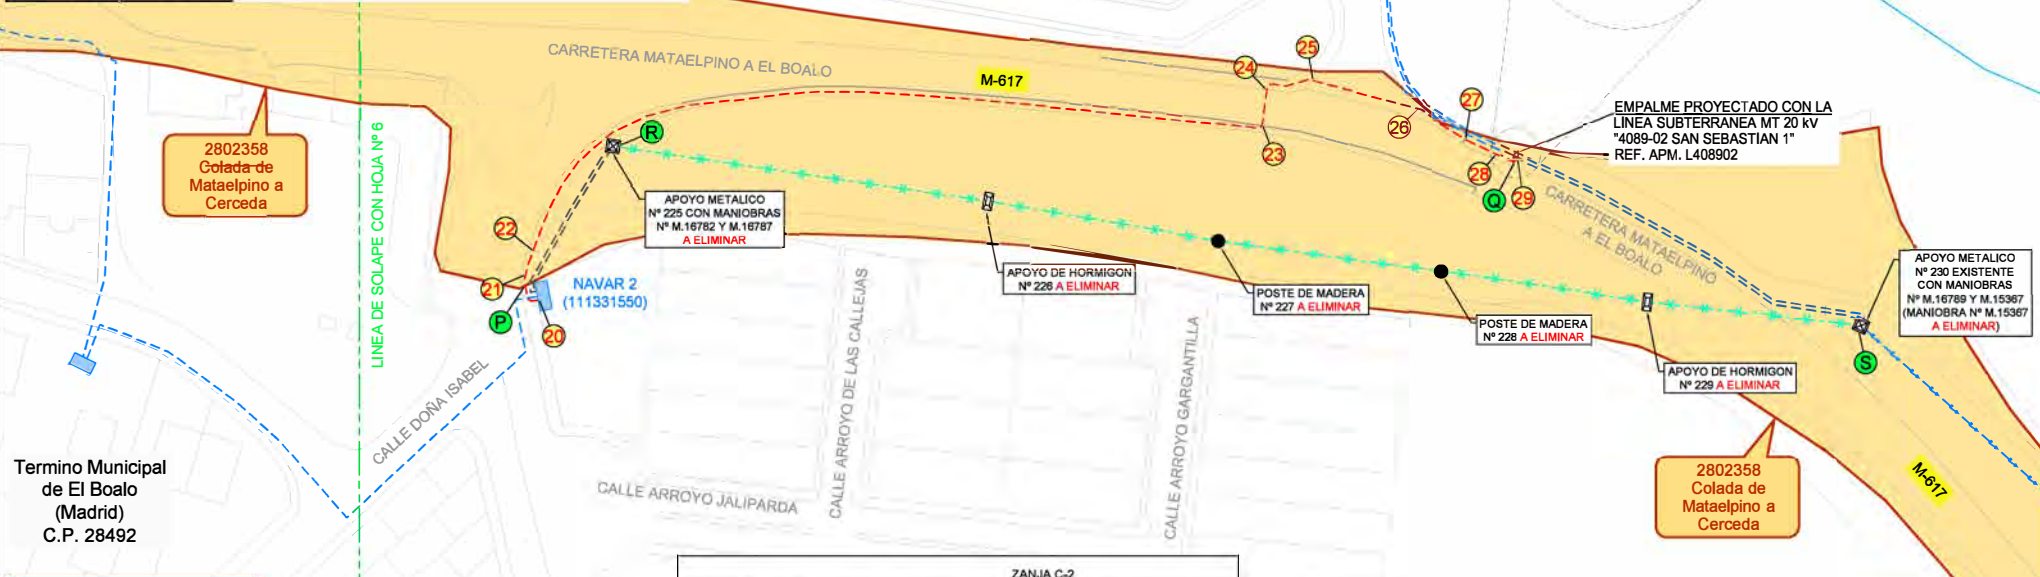 CARRETERA MATAELPINO A EL BOALO
M-617
24
25
26
27
23
28
29
Q
EMPALME PROYECTADO CON LA
LINEA SUBTERRANEA MT 20 kV
"4089-02 SAN SEBASTIAN 1"
REF. APM. L408902
2802358
Colada de
Mataelpino a
Cerceda
LINEA DE SOLAPE CON HOJA Nº 6
R
APOYO METALICO
Nº 225 CON MANIOBRAS
Nº M.16782 Y M.16787
A ELIMINAR
22
21
P
20
NAVAR 2
(111331550)
APOYO DE HORMIGON
Nº 226 A ELIMINAR
POSTE DE MADERA
Nº 227 A ELIMINAR
POSTE DE MADERA
Nº 228 A ELIMINAR
APOYO DE HORMIGON
Nº 229 A ELIMINAR
CARRETERA MATAELPINO
A EL BOALO
APOYO METALICO
Nº 230 EXISTENTE
CON MANIOBRAS
Nº M.16789 Y M.15367
(MANIOBRA Nº M.15367
A ELIMINAR)
S
CALLE DOÑA ISABEL
CALLE ARROYO DE LAS CALLEJAS
CALLE ARROYO GARGANTILLA
CALLE ARROYO JALIPARDA
Termino Municipal
de El Boalo
(Madrid)
C.P. 28492
2802358
Colada de
Mataelpino a
Cerceda
M-617
ZANJA C-2